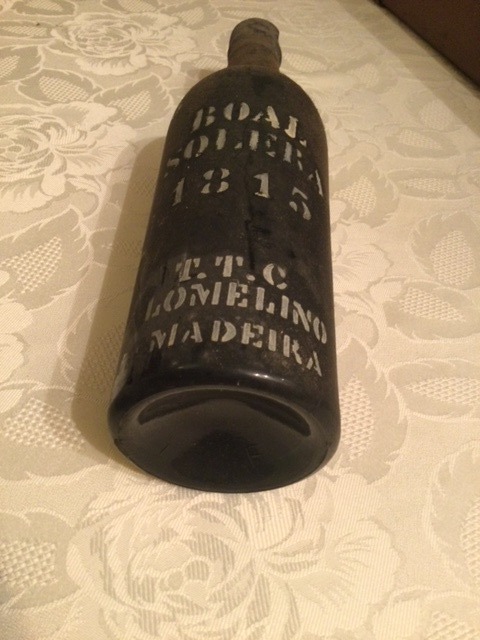 BOAL
SOLERA
1815
T.T.C
LOMELINO
MADEIRA